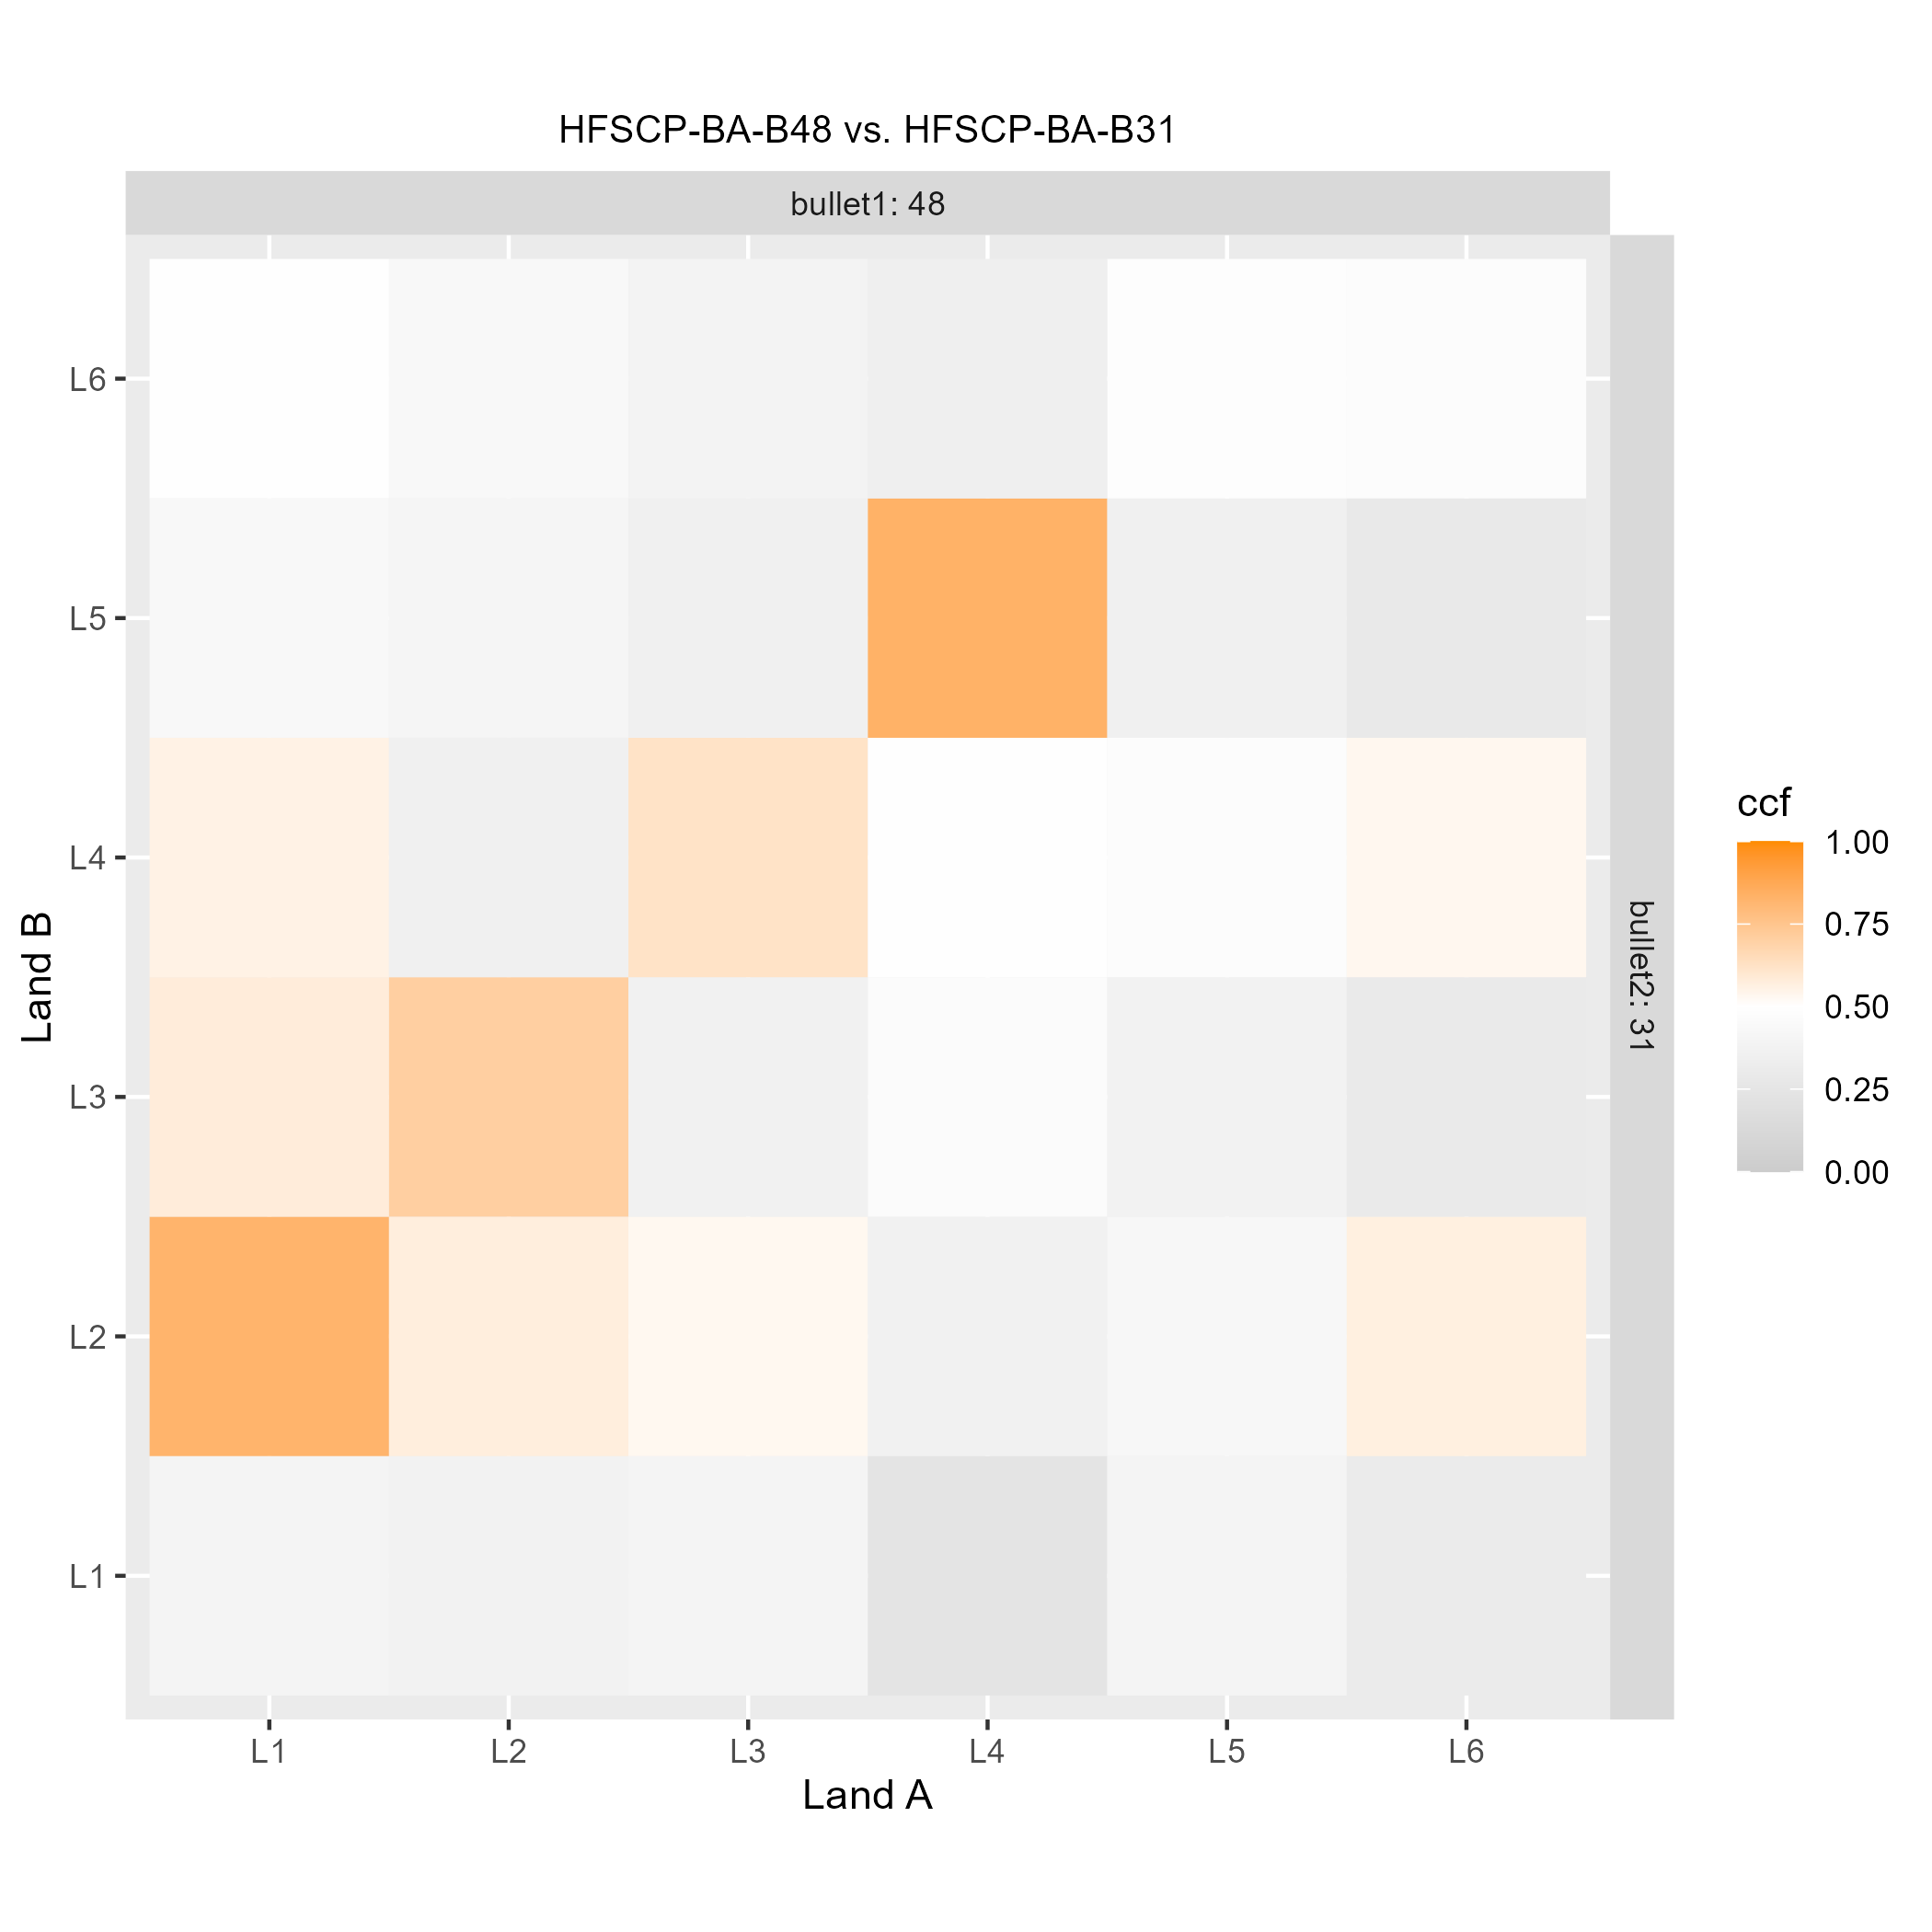 HFSCP-BA-B48 vs. HFSCP-BA-B31
bullet1: 48
L6
L5
L4
L3
L2
L1
Land B
bullet2: 31
L1 L2 L3 L4 L5 L6
Land A
ccf
1.00
0.75
0.50
0.25
0.00